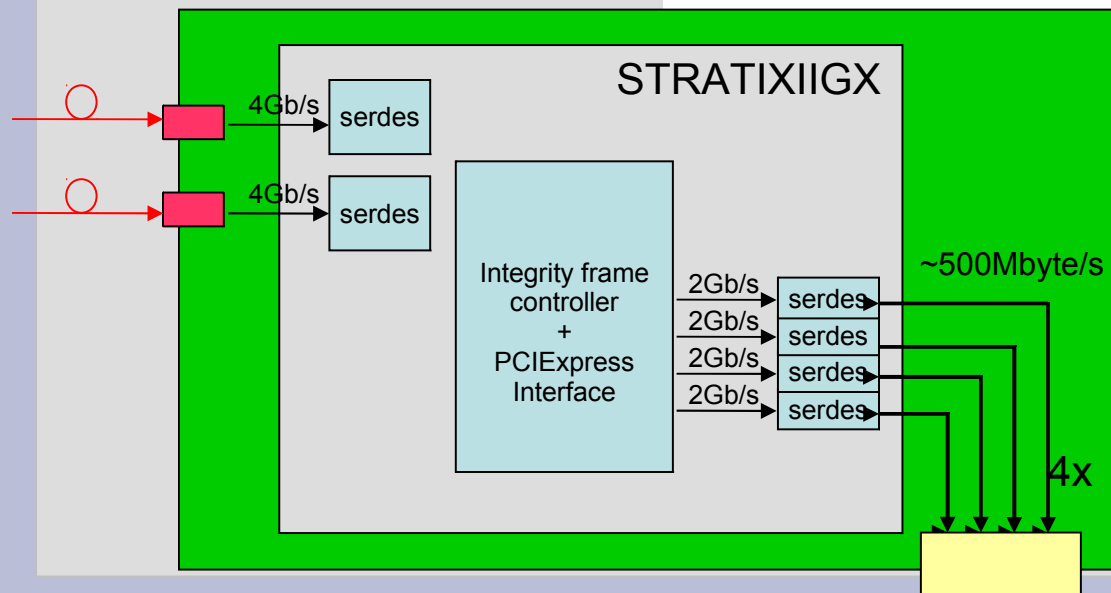 STRATIXIIGX
4Gb/s
serdes
4Gb/s
serdes
Integrity frame
controller
+
PCIExpress
Interface
2Gb/s
serdes
2Gb/s
serdes
2Gb/s
serdes
2Gb/s
serdes
~500Mbyte/s
4x